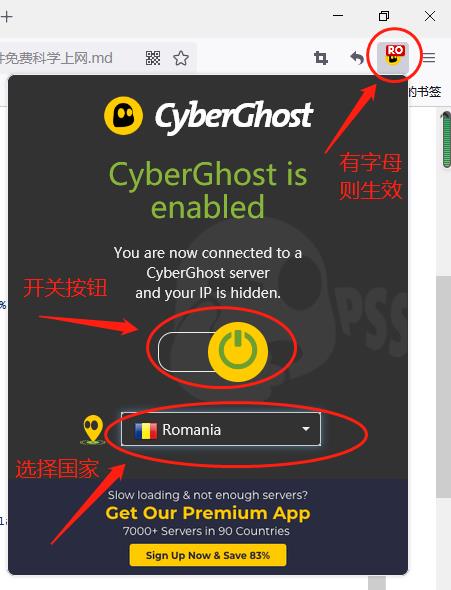 件免费科学上网.md
RO
的书签
CyberGhost
有字母
则生效
CyberGhost is
enabled
You are now connected to a
CyberGhost server
and your IP is hidden.
PSS
开关按钮
%
Romania
选择国家
Slow loading & not enough servers?
Get Our Premium App
7000+ Servers in 90 Countries
Sign Up Now & Save 83%
la